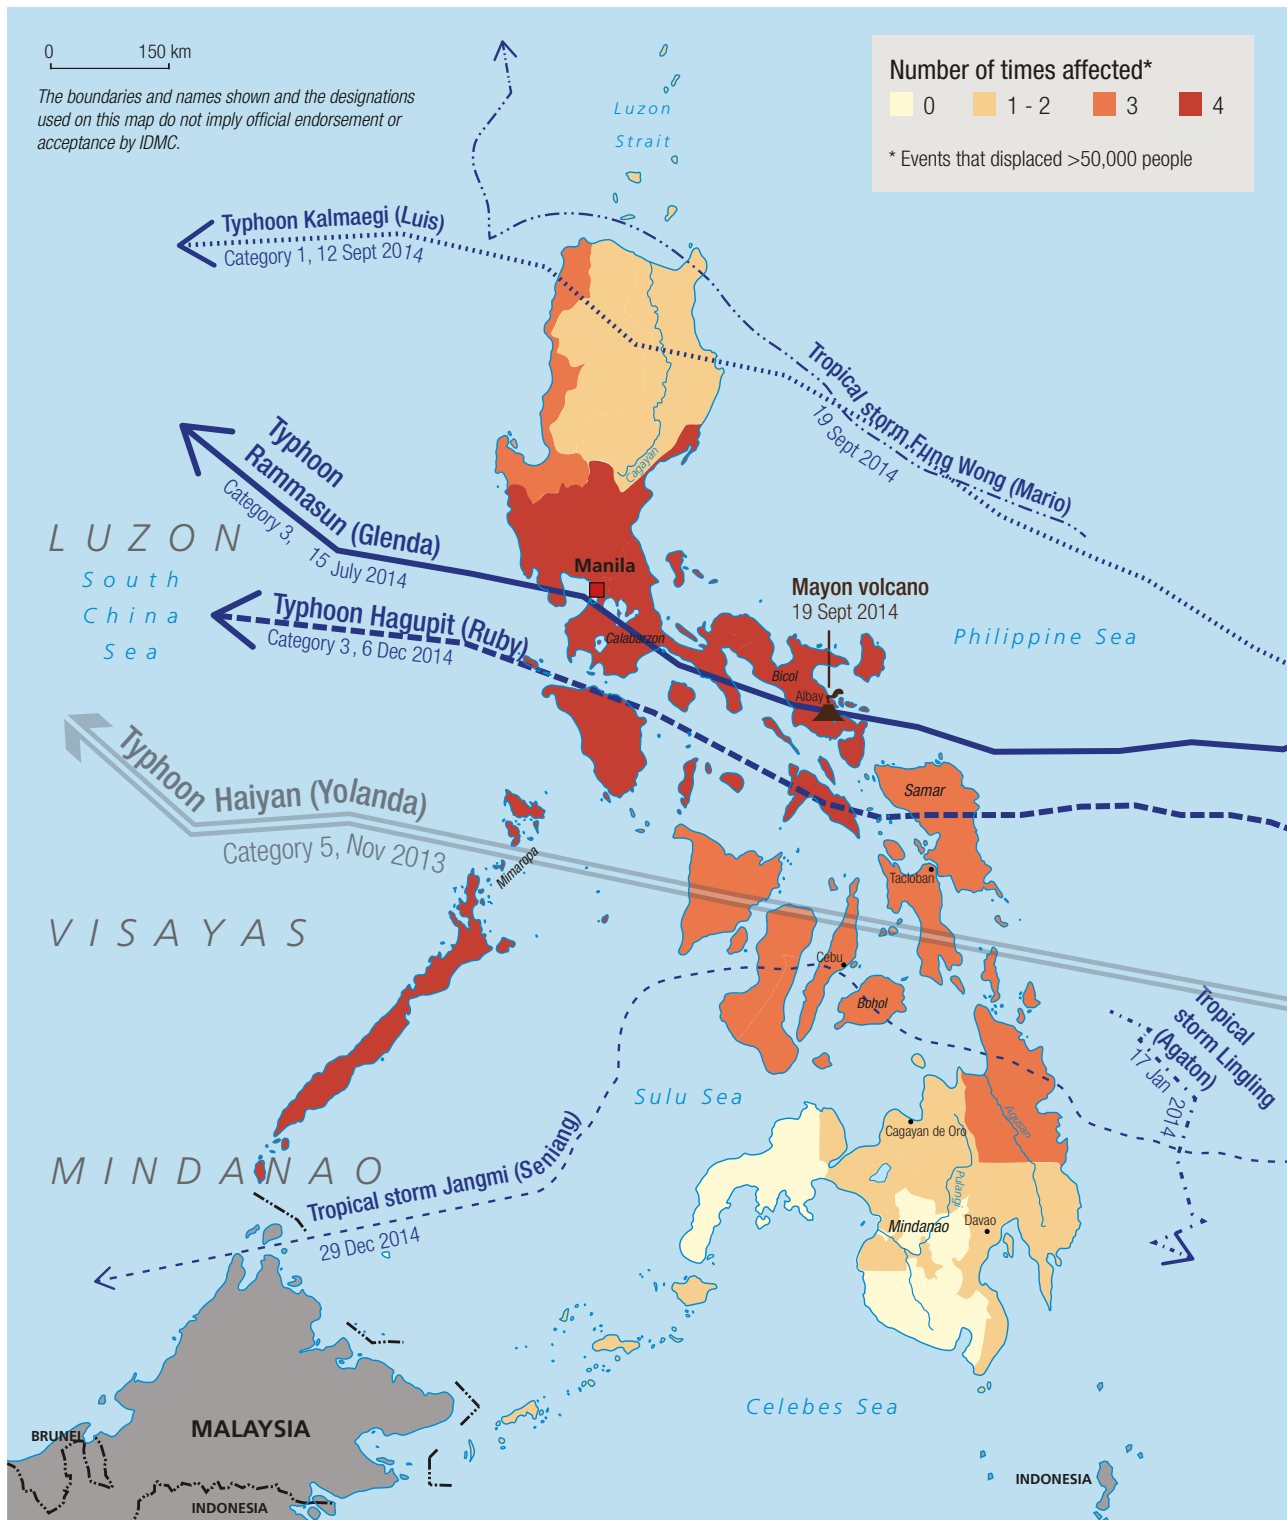 0 150 km
The boundaries and names shown and the designations
used on this map do not imply official endorsement or
acceptance by IDMC.
Number of times affected*
0 1 - 2 3 4
* Events that displaced >50,000 people
Luzon
Strait
Typhoon Kalmaegi (Luis)
Category 1, 12 Sept 2014
Tropical storm Fung Wong (Mario)
19 Sept 2014
Cagayan
Typhoon
Rammasun (Glenda)
Category 3, 15 July 2014
LUZON
South
China
Sea
Manila
Typhoon Hagupit (Ruby)
Category 3, 6 Dec 2014
Calabarzon
Mayon volcano
19 Sept 2014
Philippine Sea
Bicol
Albay
Typhoon Haiyan (Yolanda)
Category 5, Nov 2013
Samar
Mimaropa
Tacloban
VISAYAS
Cebu
Bohol
Tropical
storm Lingling
(Agaton)
17 Jan 2014
Sulu Sea
Agusan
Cagayan de Oro
MINDANAO
Tropical storm Jangmi (Seniang)
29 Dec 2014
Pulangi
Mindanao
Davao
Celebes Sea
MALAYSIA
BRUNEI
INDONESIA
INDONESIA